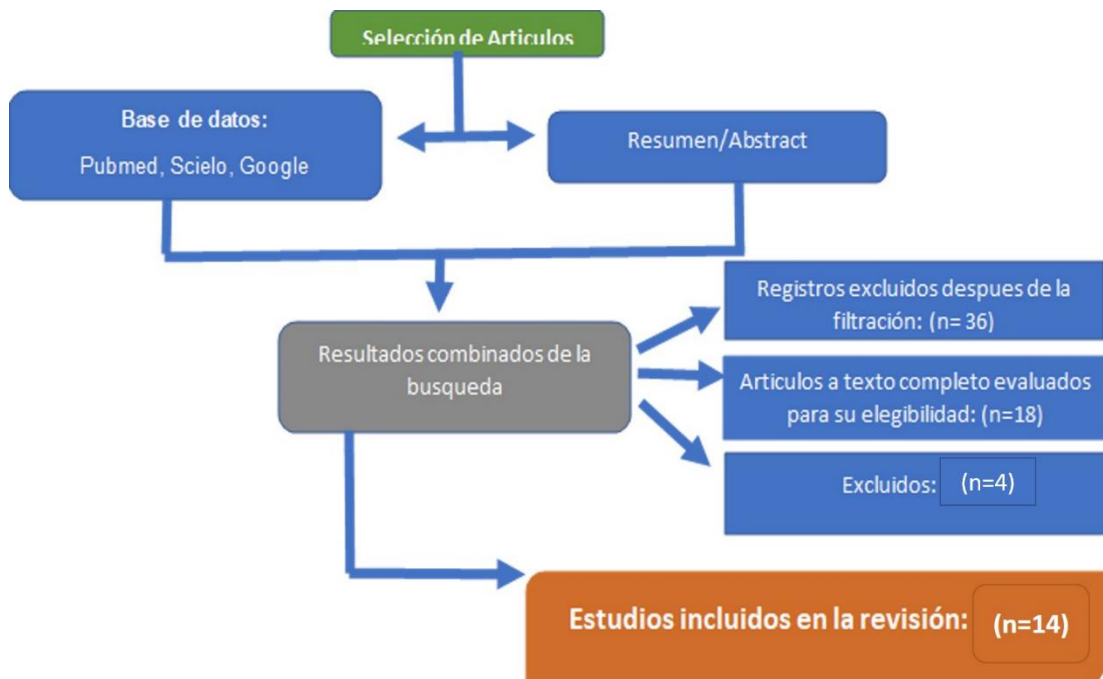 Selección de Articulos
Base de datos:
Pubmed, Scielo, Google
Resumen/Abstract
Resultados combinados de la
busqueda
Registros excluidos despues de la
filtración: (n= 36)
Articulos a texto completo evaluados
para su elegibilidad: (n=18)
Excluidos: (n=4)
Estudios incluidos en la revisión: (n=14)